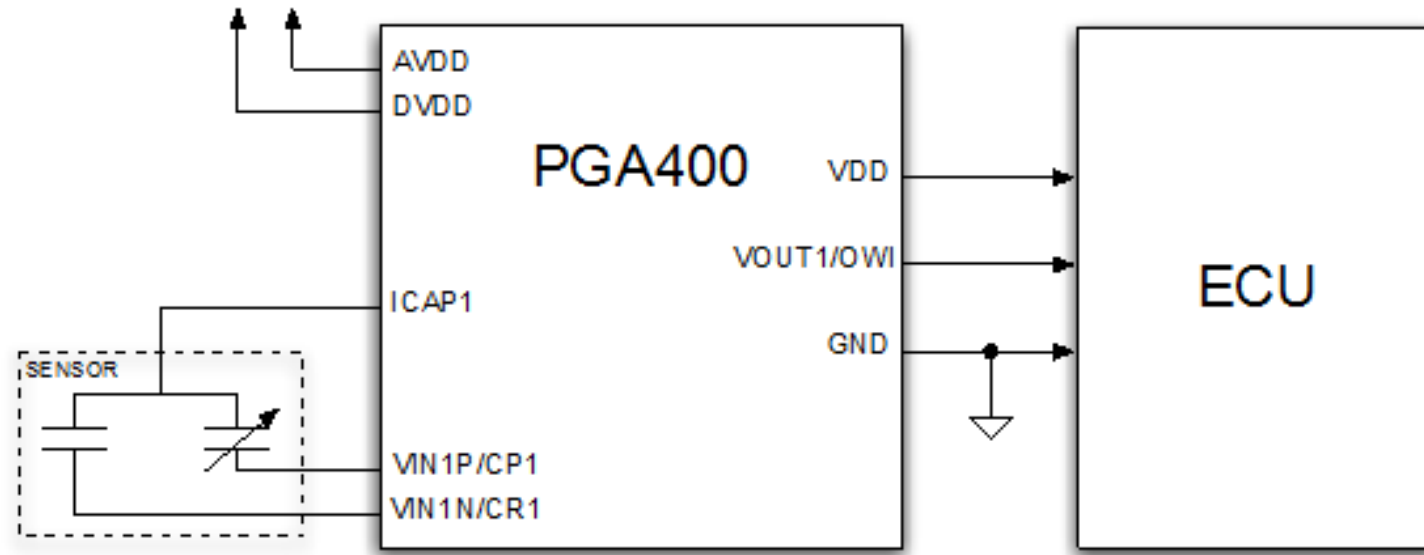 AVDD
DVDD
PGA400
VDD
VOUT1/OWI
ECU
ICAP1
GND
SENSOR
VIN1P/CP1
VIN1N/CR1